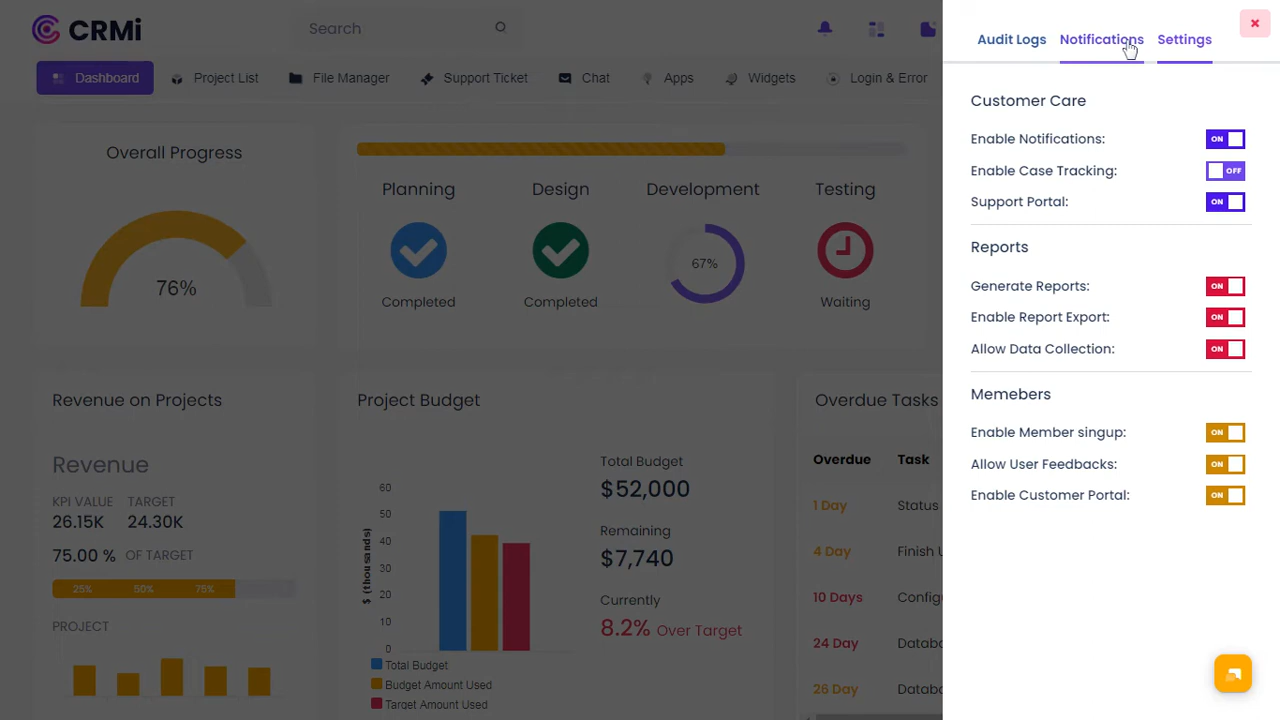 CRMi
Search
Dashboard
Project List
File Manager
Support Ticket
Chat
Apps
Widgets
Login & Error
Overall Progress
76%
Planning
Design
Development
Testing
67%
Completed
Completed
Waiting
Revenue on Projects
Revenue
KPI VALUE TARGET
26.15K 24.30K
75.00 % OF TARGET
25% 50% 75%
PROJECT
Project Budget
60
50
40
30
20
10
0
$ (thousands)
Total Budget
Budget Amount Used
Target Amount Used
Total Budget
$52,000
Remaining
$7,740
Currently
8.2% Over Target
Overdue Tasks
Overdue Task
1 Day Status
4 Day Finish
10 Days
24 Day
26 Day
Audit Logs
Notifications
Settings
Customer Care
Enable Notifications: ON
Enable Case Tracking: OFF
Support Portal: ON
Reports
Generate Reports: ON
Enable Report Export: ON
Allow Data Collection: ON
Memebers
Enable Member singup: ON
Allow User Feedbacks: ON
Enable Customer Portal: ON